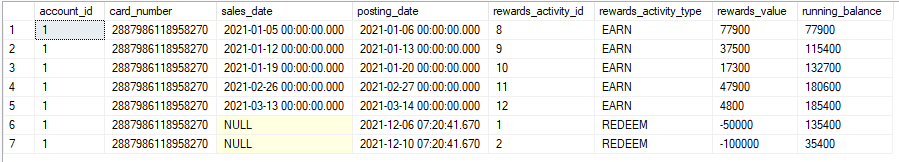 account_id card_number sales_date posting_date rewards_activity_id rewards_activity_type rewards_value running_balance
1 1 2887986118958270 2021-01-05 00:00:00.000 2021-01-06 00:00:00.000 8 EARN 77900 77900
2 1 2887986118958270 2021-01-12 00:00:00.000 2021-01-13 00:00:00.000 9 EARN 37500 115400
3 1 2887986118958270 2021-01-19 00:00:00.000 2021-01-20 00:00:00.000 10 EARN 17300 132700
4 1 2887986118958270 2021-02-26 00:00:00.000 2021-02-27 00:00:00.000 11 EARN 47900 180600
5 1 2887986118958270 2021-03-13 00:00:00.000 2021-03-14 00:00:00.000 12 EARN 4800 185400
6 1 2887986118958270 NULL 2021-12-06 07:20:41.670 1 REDEEM -50000 135400
7 1 2887986118958270 NULL 2021-12-10 07:20:41.670 2 REDEEM -100000 35400